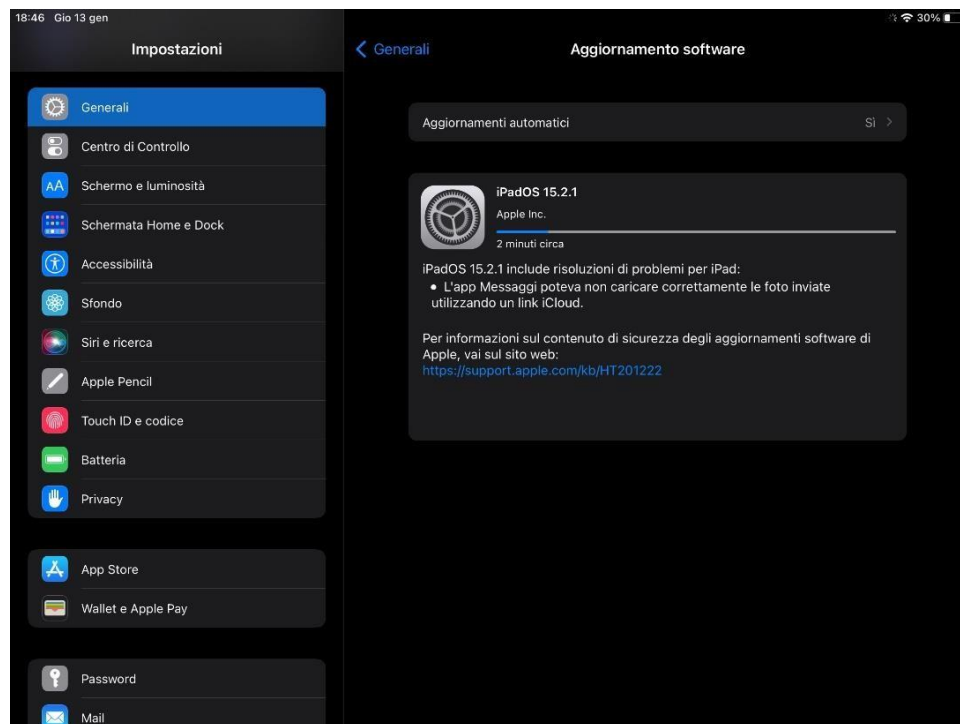 18:46 Gio 13 gen
30%
Impostazioni
Generali
Centro di Controllo
AA
Schermo e luminosità
Schermata Home e Dock
Accessibilità
Sfondo
Siri e ricerca
Apple Pencil
Touch ID e codice
Batteria
Privacy
App Store
Wallet e Apple Pay
Password
Mail
Generali
Aggiornamento software
Aggiornamenti automatici
Sì
iPadOS 15.2.1
Apple Inc.
2 minuti circa
iPadOS 15.2.1 include risoluzioni di problemi per iPad:
• L'app Messaggi poteva non caricare correttamente le foto inviate
utilizzando un link iCloud.
Per informazioni sul contenuto di sicurezza degli aggiornamenti software di
Apple, vai sul sito web:
https://support.apple.com/kb/HT201222